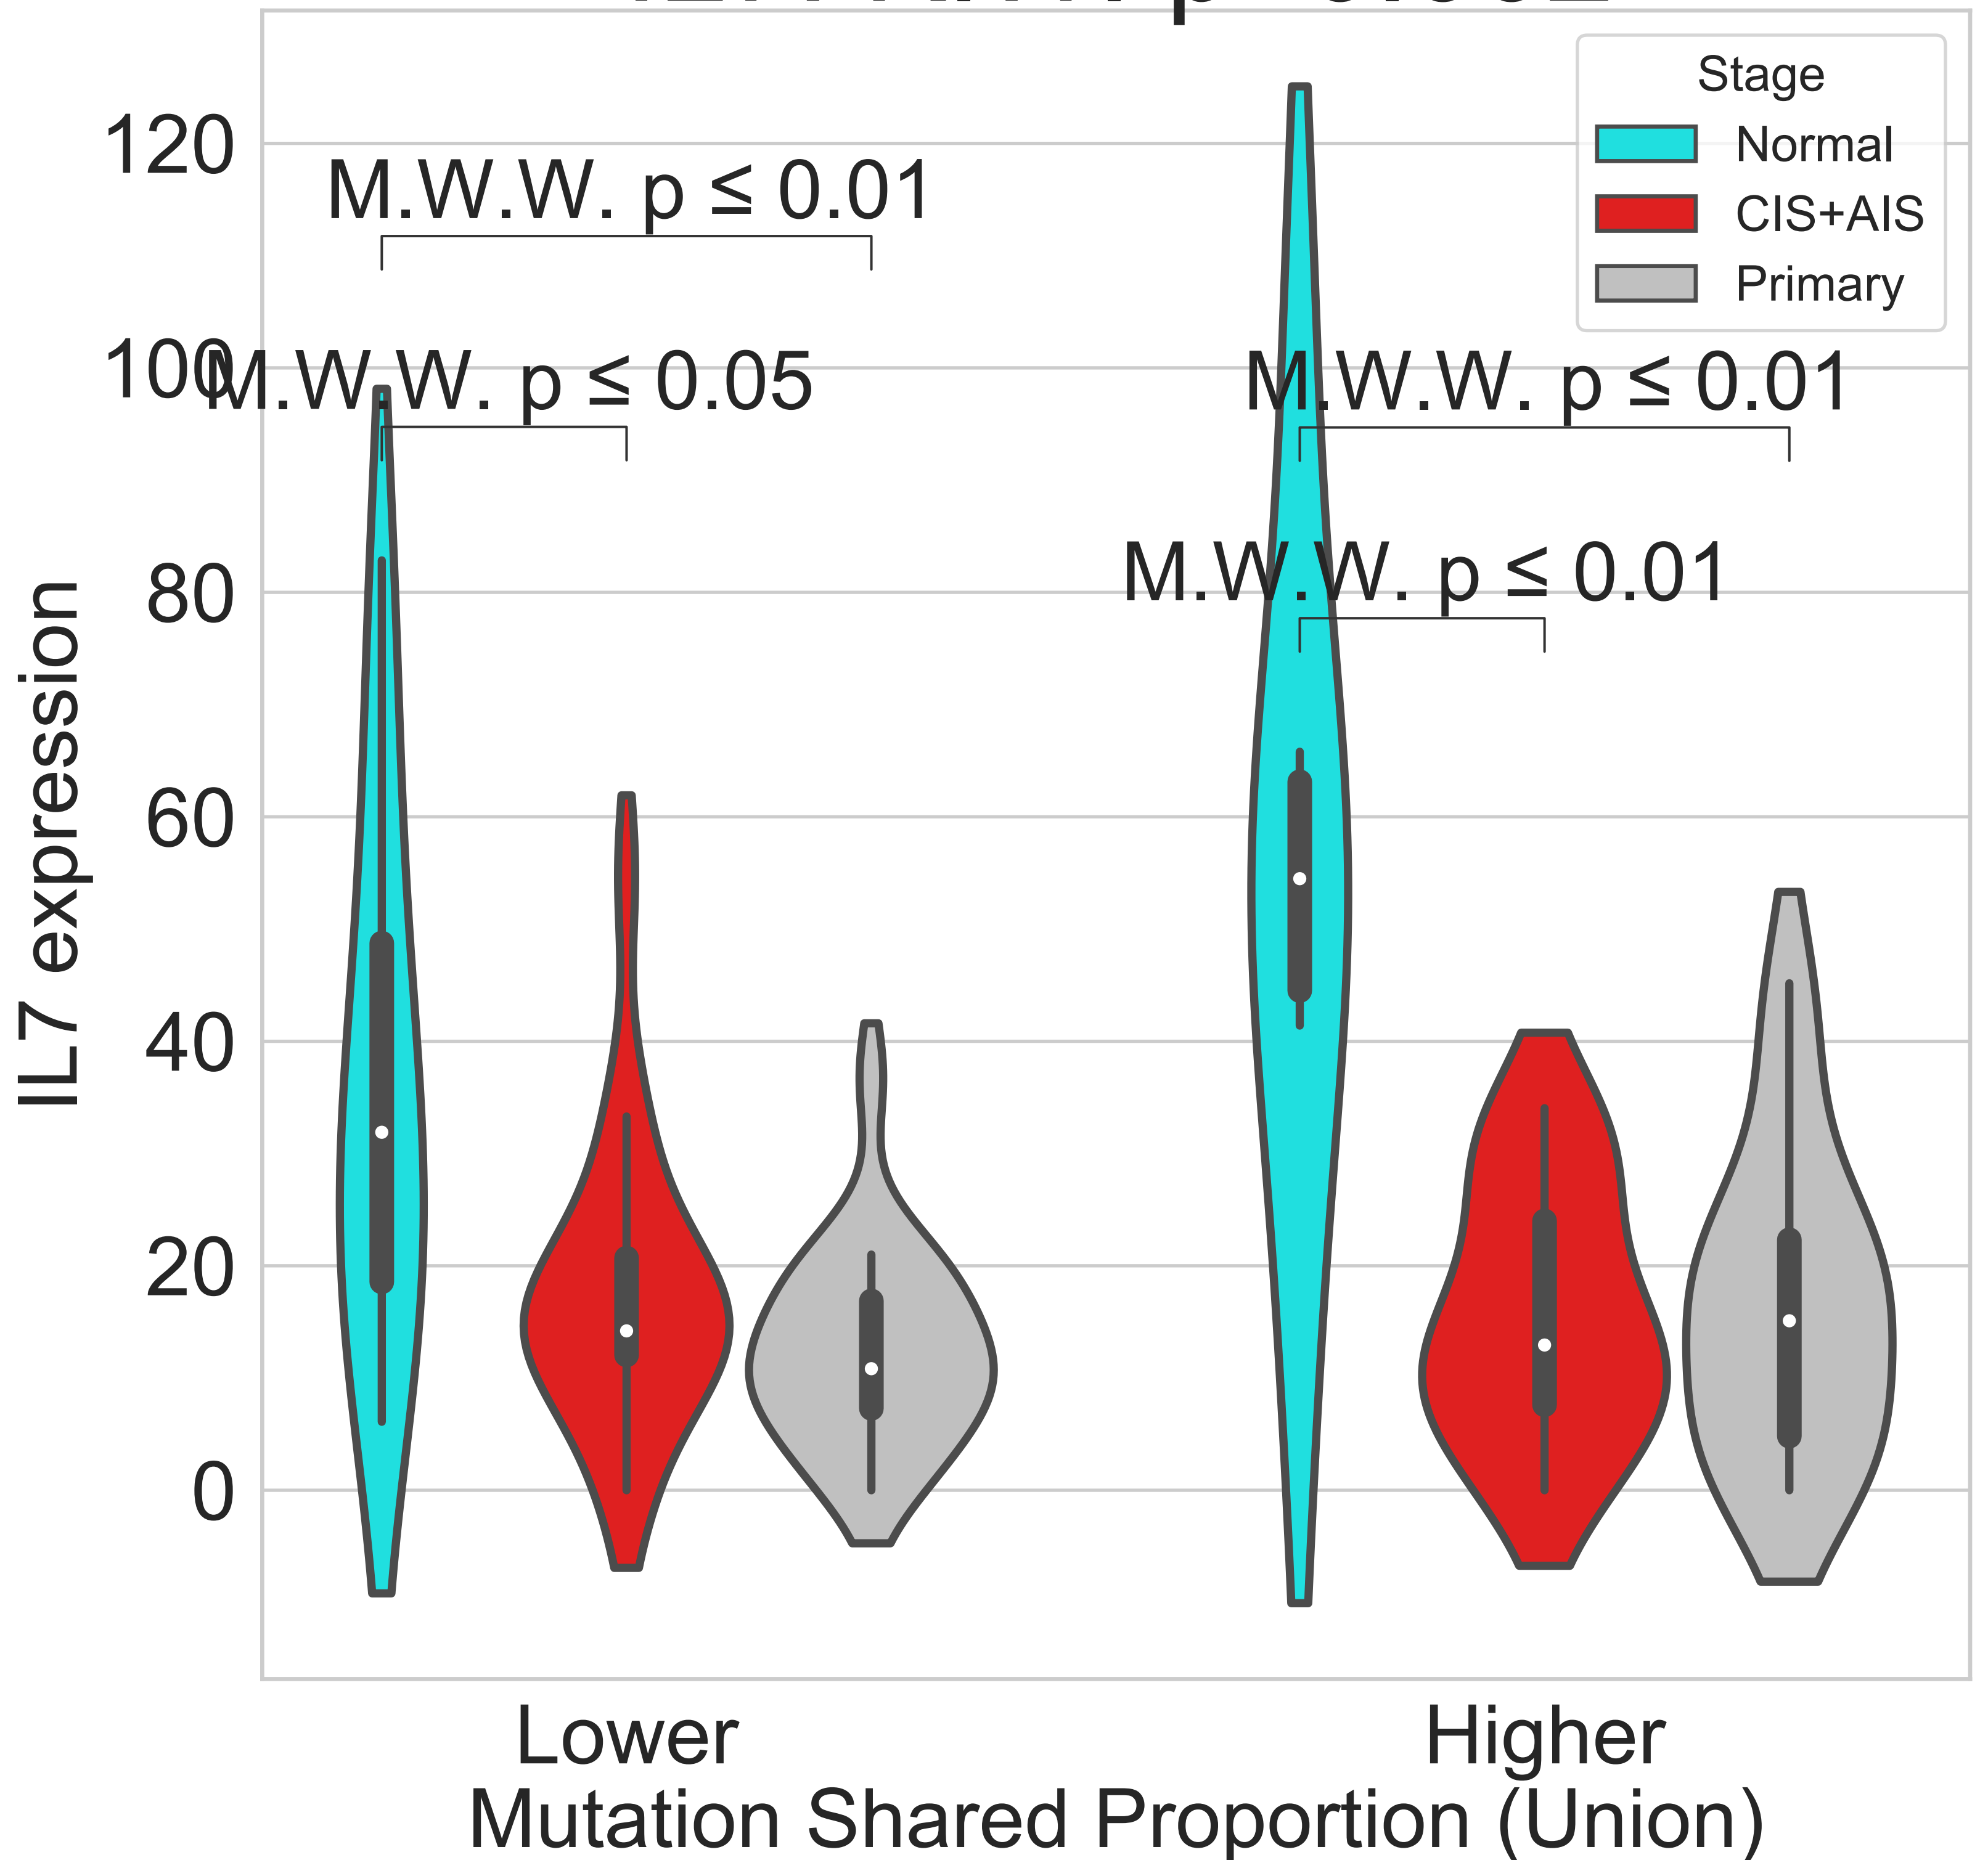 Stage
Normal
CIS+AIS
Primary
120
M.W.W. p ≤ 0.01
100
M.W.W. p ≤ 0.05
M.W.W. p ≤ 0.01
80
M.W.W. p ≤ 0.01
60
40
20
0
IL7 expression
Lower
Higher
Mutation Shared Proportion (Union)